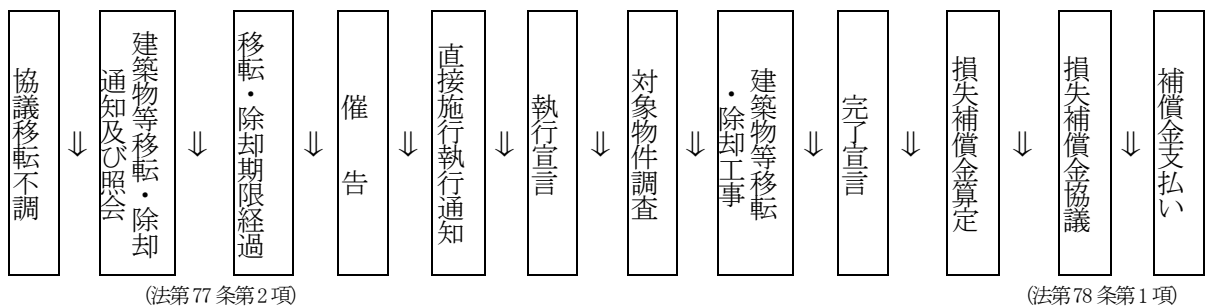 協議移転不調
⇓
建築物等移転・除却
通知及び照会
⇓
移転・除却期限経過
⇓
催　告
⇓
直接施行執行通知
⇓
執行宣言
⇓
対象物件調査
⇓
建築物等移転
・除却工事
⇓
完了宣言
⇓
損失補償金算定
⇓
損失補償金協議
⇓
補償金支払い
(法第77条第2項)
(法第78条第1項)